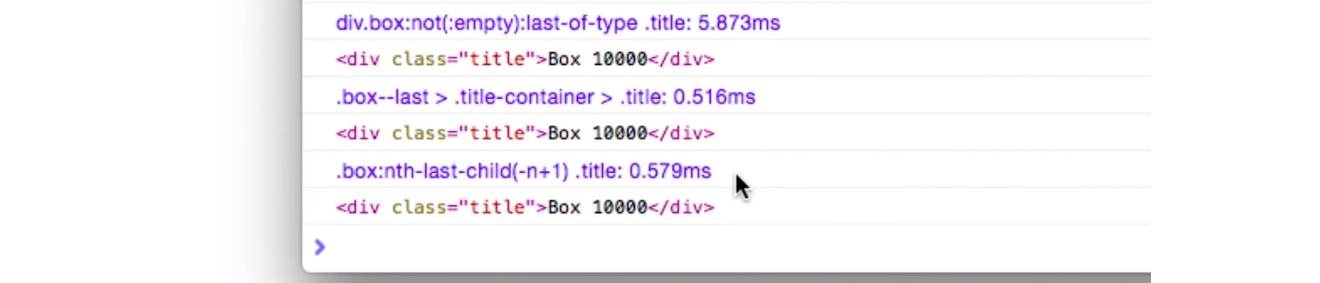 div.box:not(:empty):last-of-type .title: 5.873ms
<div class="title">Box 10000</div>
.box--last > .title-container > .title: 0.516ms
<div class="title">Box 10000</div>
.box:nth-last-child(-n+1) .title: 0.579ms
<div class="title">Box 10000</div>